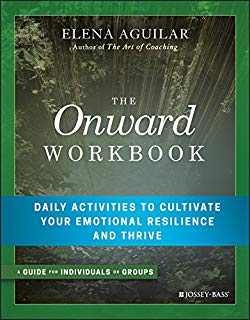 ELENA AGUILAR
Author of The Art of Coaching
THE
Onward
WORKBOOK
DAILY ACTIVITIES TO CULTIVATE
YOUR EMOTIONAL RESILIENCE
AND THRIVE
A GUIDE FOR INDIVIDUALS OR GROUPS
JOSSEY-BASS